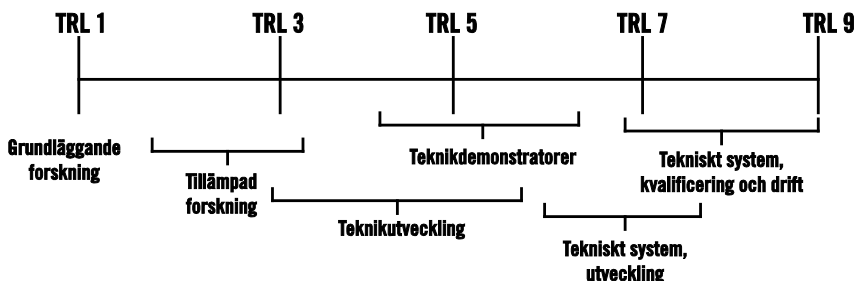 TRL 1
TRL 3
TRL 5
TRL 7
TRL 9
Grundläggande
forskning
Tillämpad
forskning
Teknikutveckling
Teknikdemonstratorer
Tekniskt system,
utveckling
Tekniskt system,
kvalificering och drift